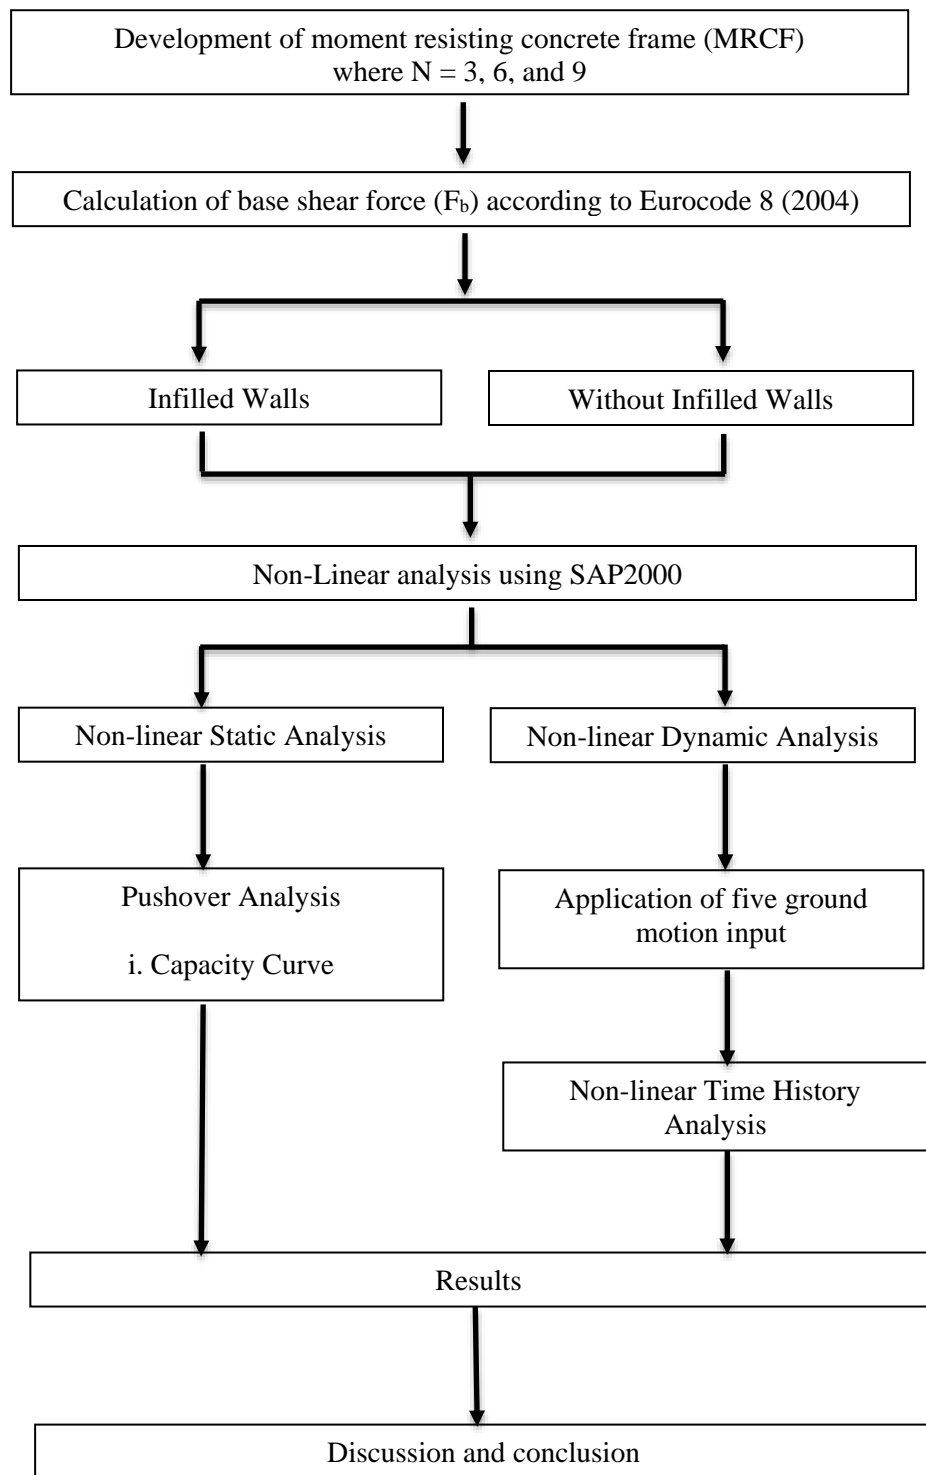 Development of moment resisting concrete frame (MRCF)
where N = 3, 6, and 9
Calculation of base shear force (F_b) according to Eurocode 8 (2004)
Infilled Walls
Without Infilled Walls
Non-Linear analysis using SAP2000
Non-linear Static Analysis
Non-linear Dynamic Analysis
Pushover Analysis
i. Capacity Curve
Application of five ground
motion input
Non-linear Time History
Analysis
Results
Discussion and conclusion